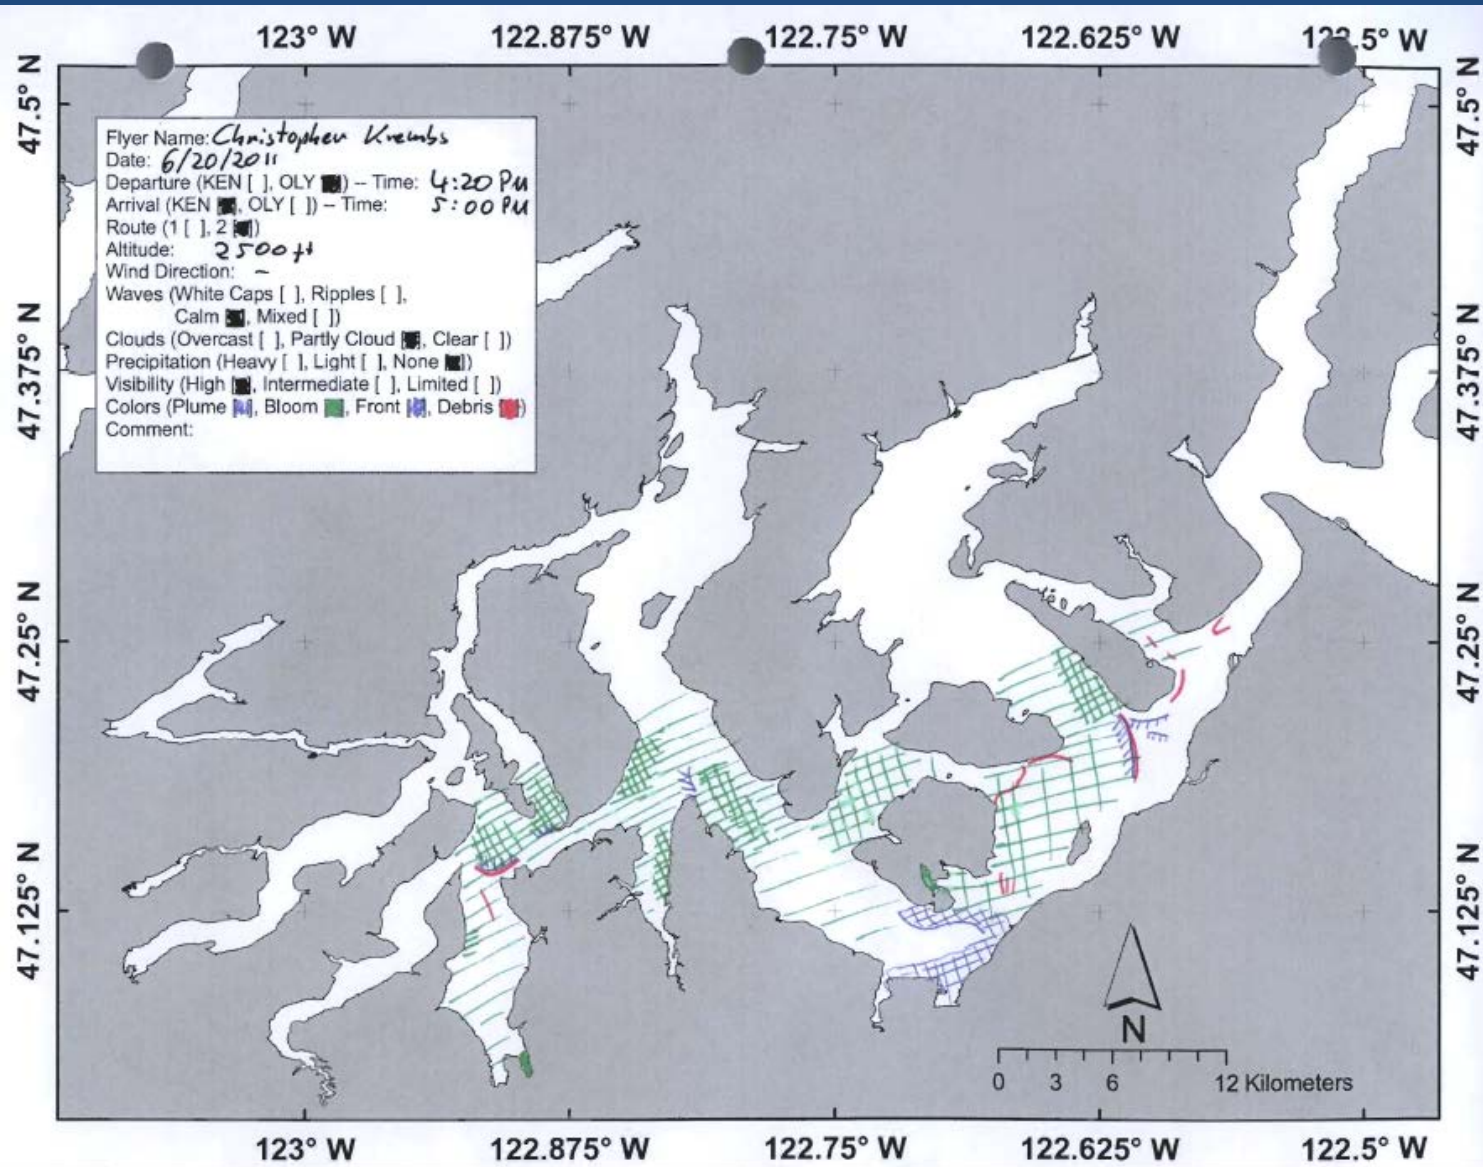 123° W 122.875° W 122.75° W 122.625° W 122.5° W
47.5° N 47.5° N
Flyer Name: Christopher Krembs
Date: 6/20/2011
Departure (KEN [ ], OLY [■]) – Time: 4:20 PM
Arrival (KEN [■], OLY [ ]) – Time: 5:00 PM
Route (1 [ ], 2 [■])
Altitude: 2500 ft
Wind Direction: –
Waves (White Caps [ ], Ripples [ ],
Calm [■], Mixed [ ])
Clouds (Overcast [ ], Partly Cloud [■], Clear [ ])
Precipitation (Heavy [ ], Light [ ], None [■])
Visibility (High [■], Intermediate [ ], Limited [ ])
Colors (Plume [■], Bloom [■], Front [■], Debris [■])
Comment:
47.375° N 47.375° N
47.25° N 47.25° N
47.125° N 47.125° N
N
0 3 6 12 Kilometers
123° W 122.875° W 122.75° W 122.625° W 122.5° W